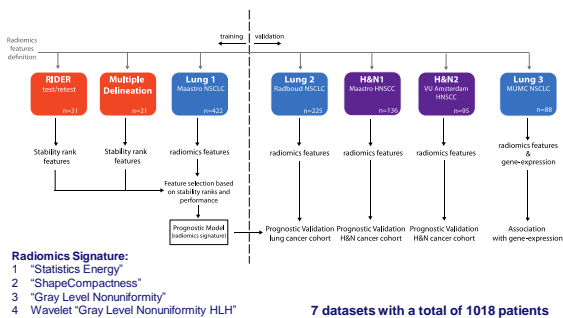 Radiomics
features
definition
training
validation
RIDER
test/retest
n=31
Multiple
Delineation
n=21
Lung 1
Maastro NSCLC
n=422
Lung 2
Radboud NSCLC
n=225
H&N1
Maastro HNSCC
n=136
H&N2
VU Amsterdam
HNSCC
n=95
Lung 3
MUMC NSCLC
n=88
Stability rank
features
Stability rank
features
radiomics features
radiomics features
radiomics features
radiomics features
radiomics features
&
gene-expression
Feature selection based
on stability ranks and
performance
Prognostic Model
(radiomics signature)
Prognostic Validation
lung cancer cohort
Prognostic Validation
H&N cancer cohort
Prognostic Validation
H&N cancer cohort
Association
with gene-expression
Radiomics Signature:
1 "Statistics Energy"
2 "ShapeCompactness"
3 "Gray Level Nonuniformity"
4 Wavelet "Gray Level Nonuniformity HLH"
7 datasets with a total of 1018 patients